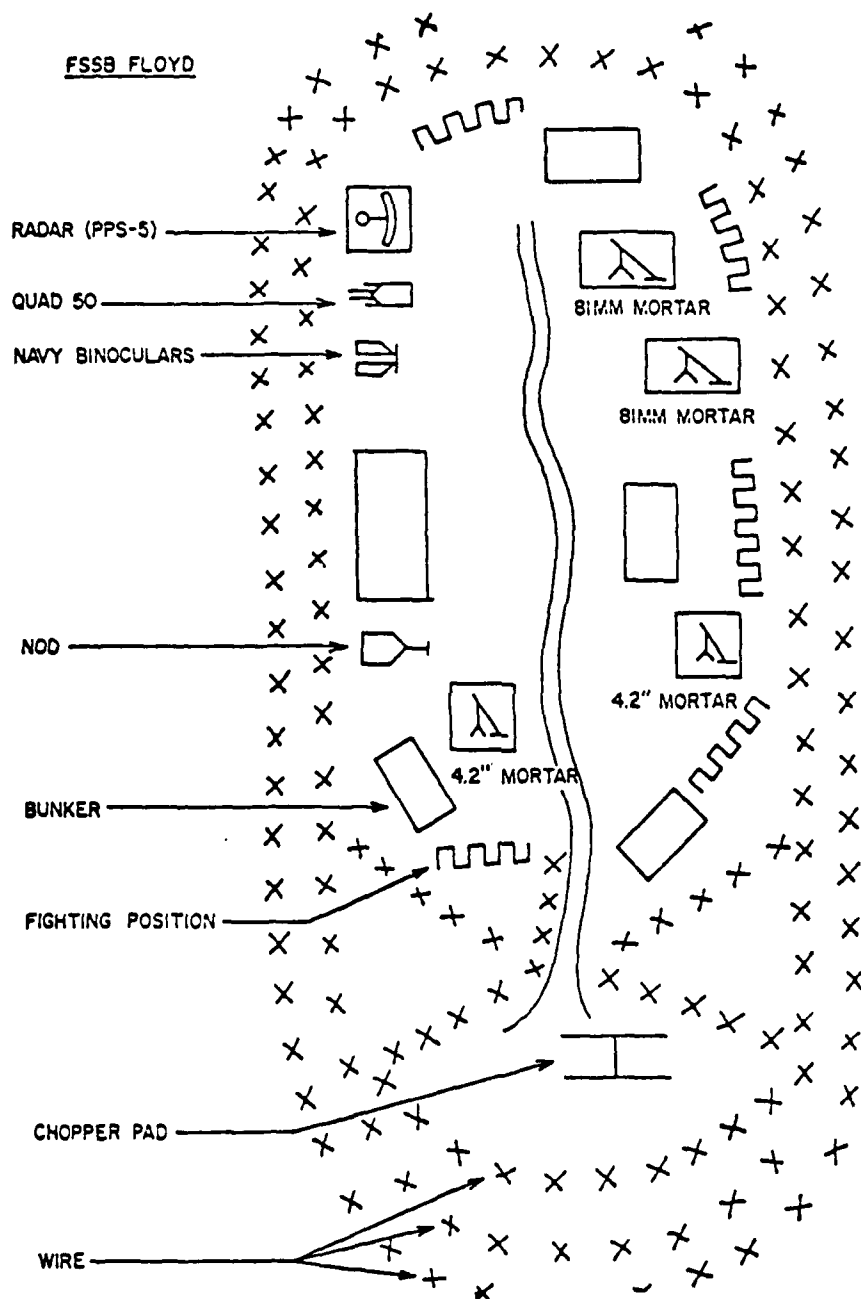 FSSB FLOYD
RADAR (PPS-5)
81MM MORTAR
QUAD 50
NAVY BINOCULARS
81MM MORTAR
NOD
4.2" MORTAR
4.2" MORTAR
BUNKER
FIGHTING POSITION
CHOPPER PAD
WIRE